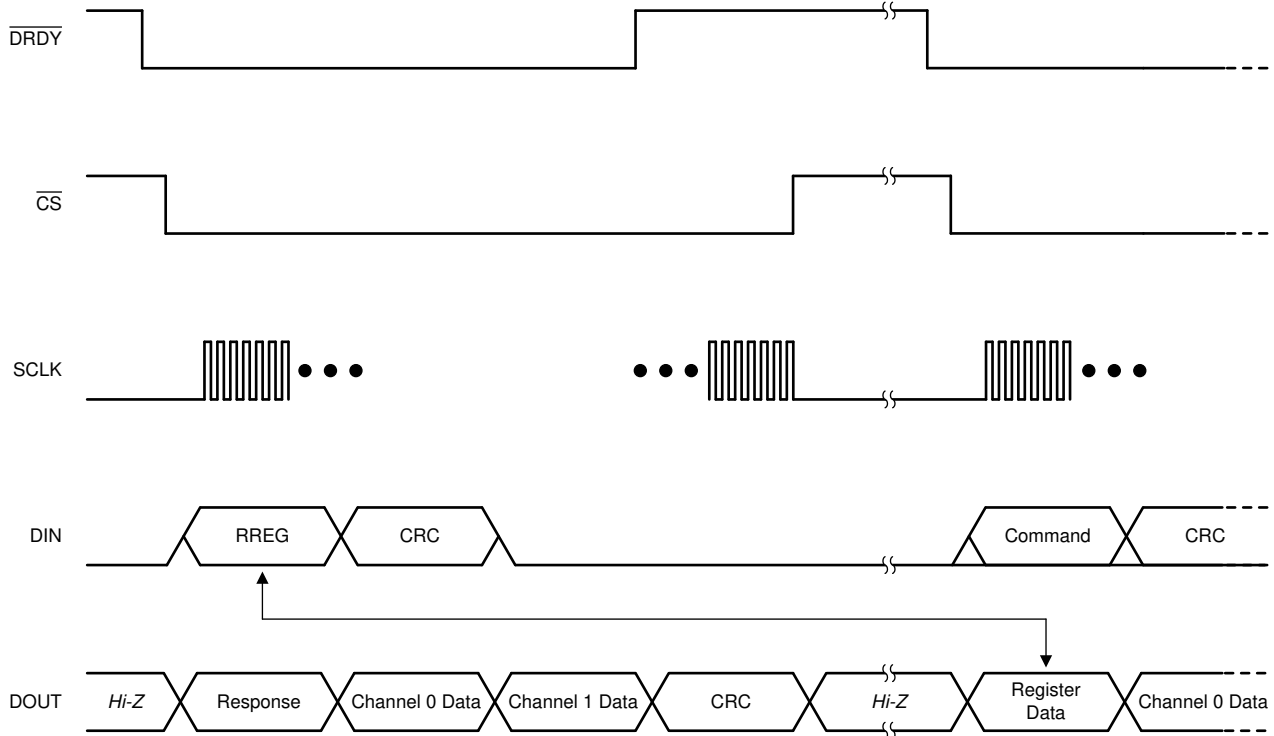 DRDY
CS
SCLK
DIN
RREG
CRC
Command
CRC
DOUT
Hi-Z
Response
Channel 0 Data
Channel 1 Data
CRC
Hi-Z
Register
Data
Channel 0 Data